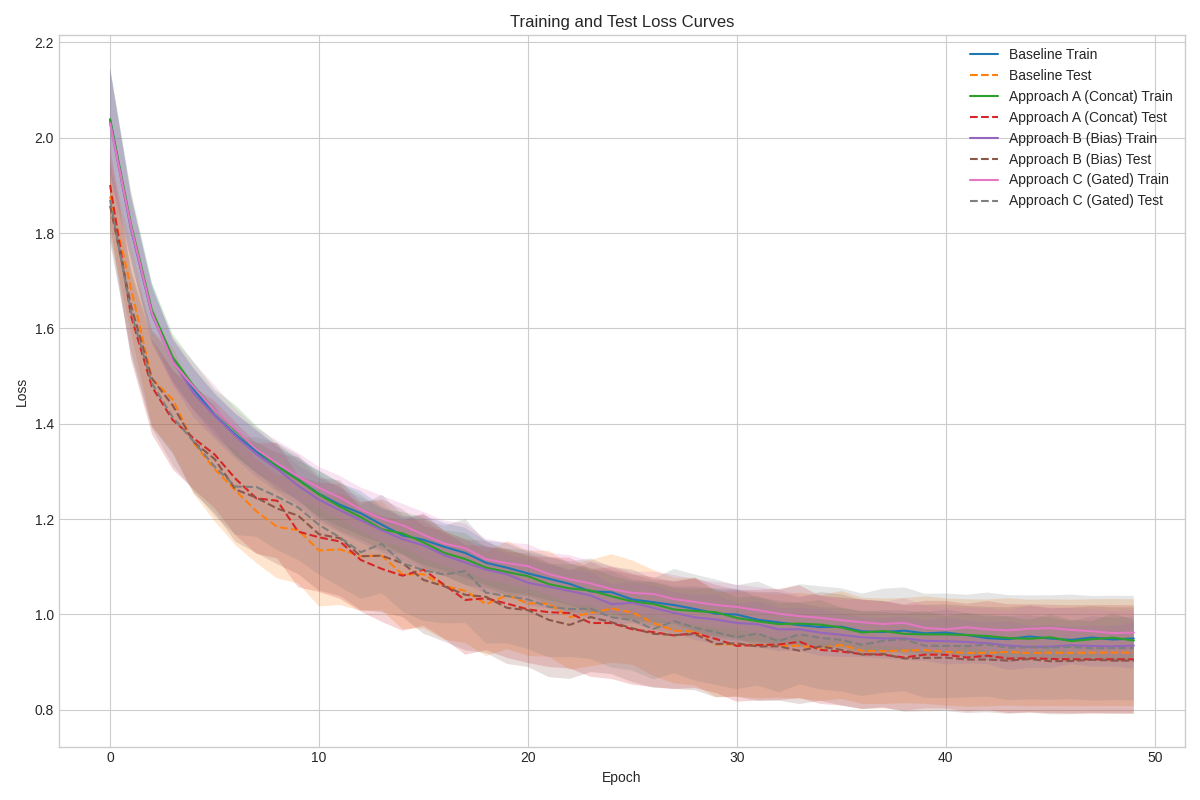 Training and Test Loss Curves
2.2
2.0
1.8
1.6
1.4
1.2
1.0
0.8
Loss
Baseline Train
Baseline Test
Approach A (Concat) Train
Approach A (Concat) Test
Approach B (Bias) Train
Approach B (Bias) Test
Approach C (Gated) Train
Approach C (Gated) Test
0 10 20 30 40 50
Epoch